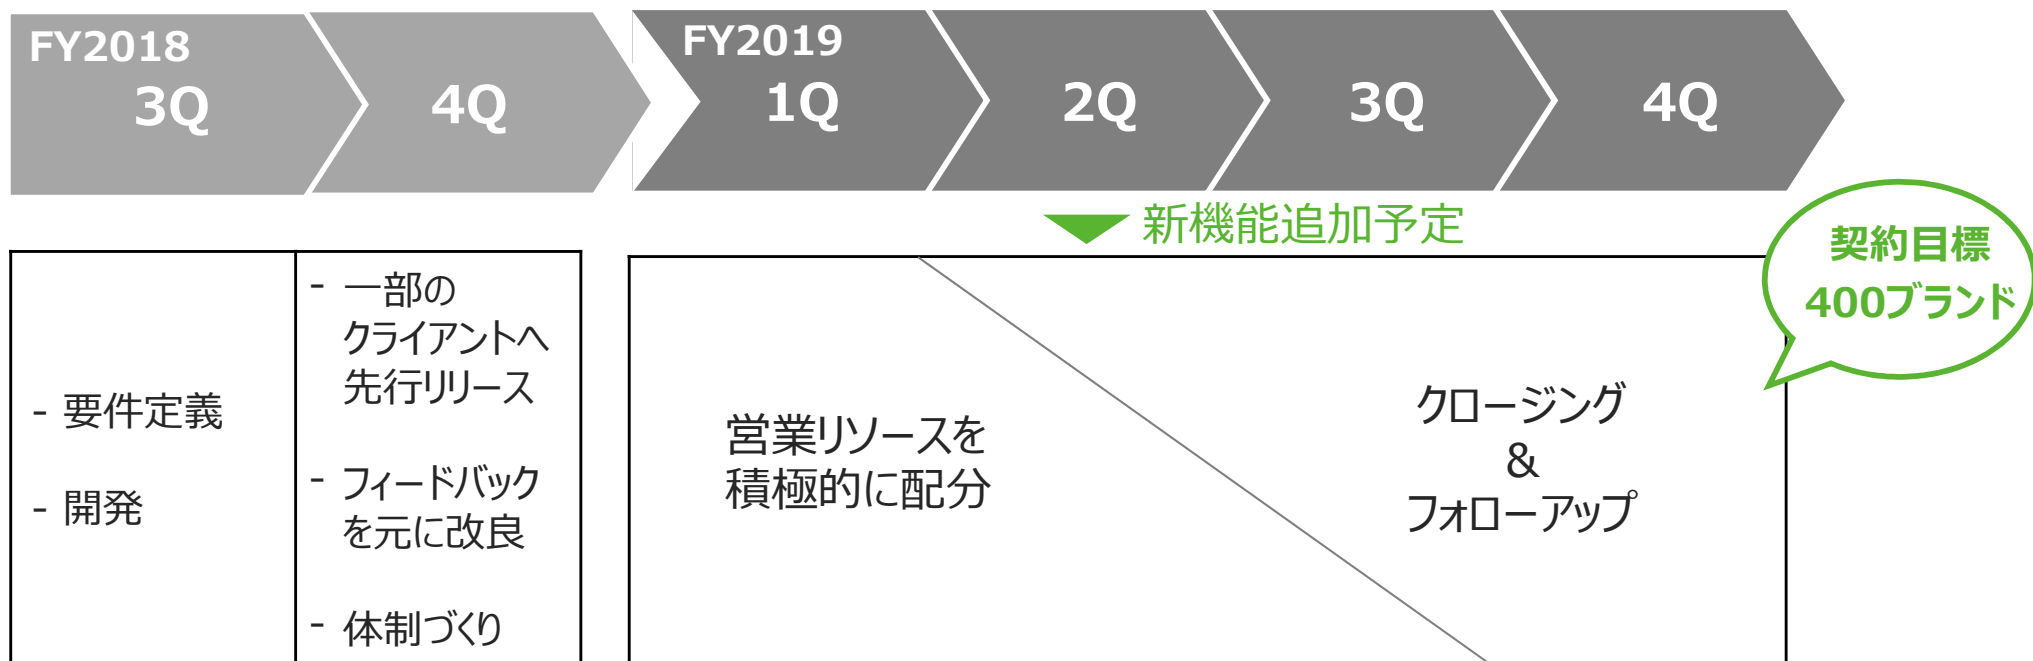 FY2018
3Q
4Q
FY2019
1Q
2Q
3Q
4Q
新機能追加予定
契約目標
400ブランド
- 要件定義
- 開発
- 一部の
クライアントへ
先行リリース
- フィードバック
を元に改良
- 体制づくり
営業リソースを
積極的に配分
クロージング
&
フォローアップ